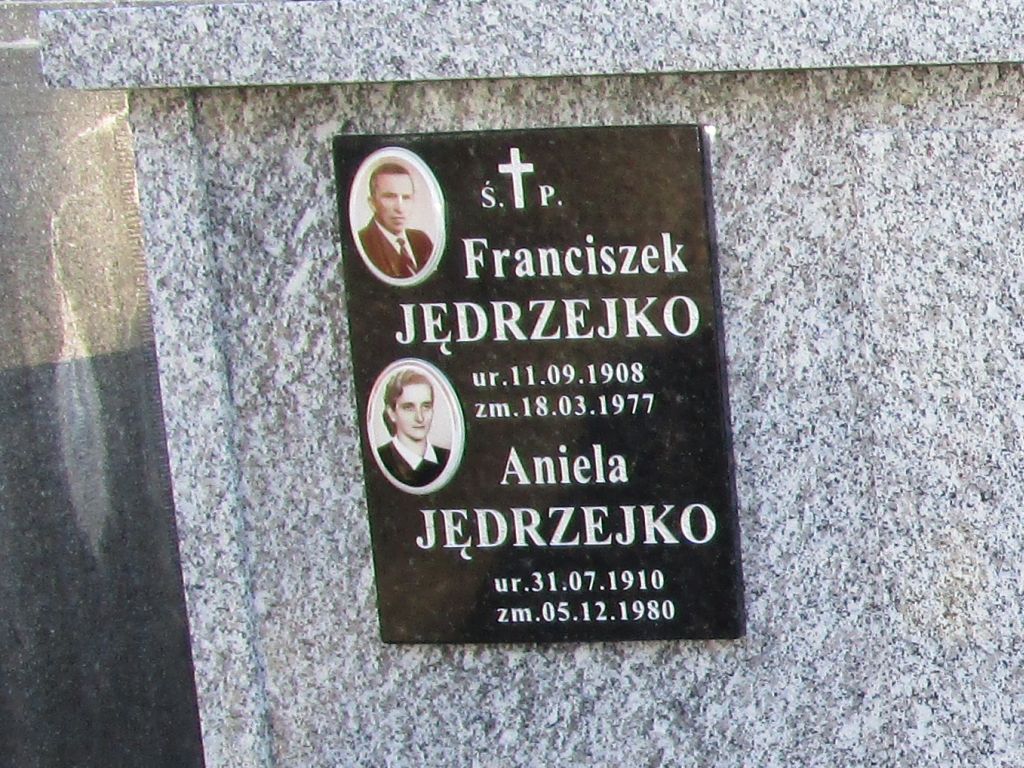 Ś. P.
Franciszek
JĘDRZEJKO
ur.11.09.1908
zm.18.03.1977
Aniela
JĘDRZEJKO
ur.31.07.1910
zm.05.12.1980